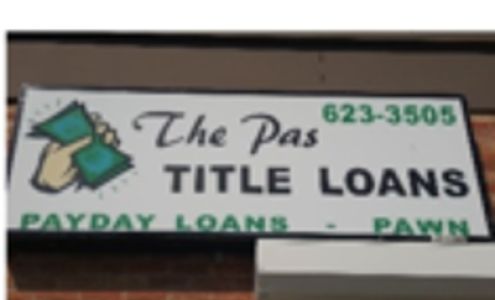 623-3505
The Pas
TITLE LOANS
PAYDAY LOANS - PAWN